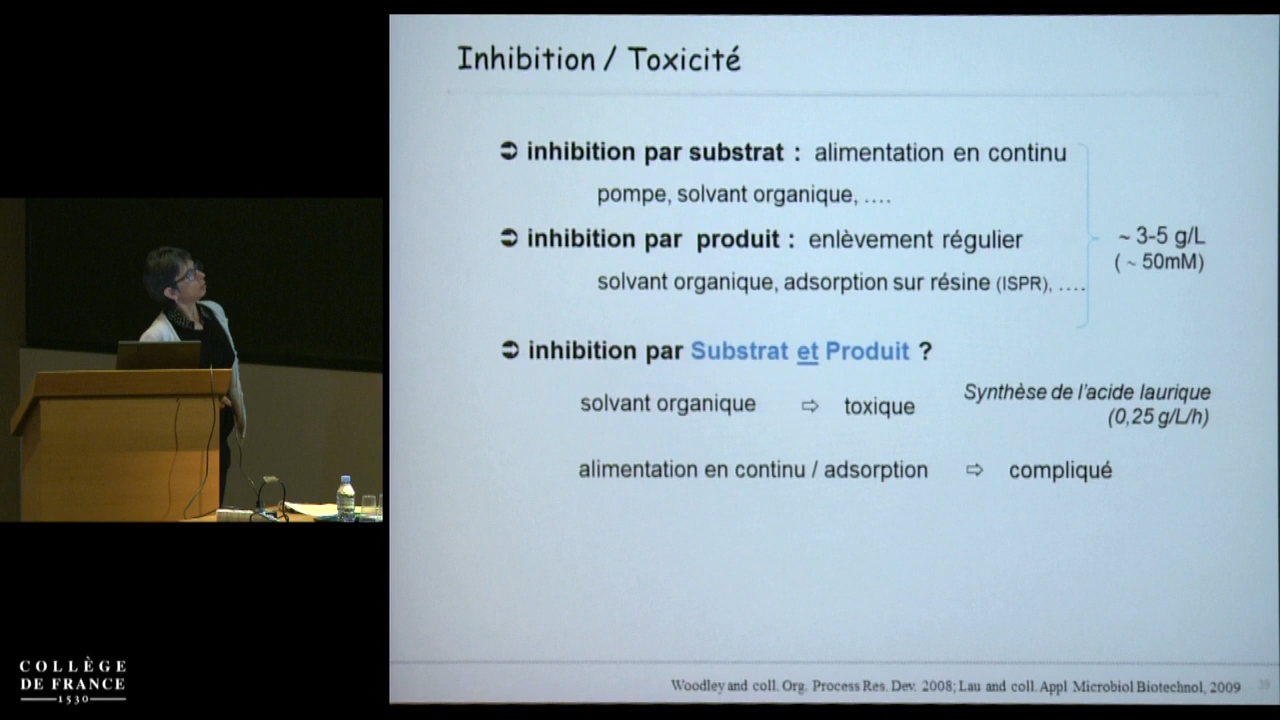 Inhibition / Toxicité
➲ inhibition par substrat : alimentation en continu
pompe, solvant organique, ....
➲ inhibition par produit : enlèvement régulier
solvant organique, adsorption sur résine (ISPR), ....
~ 3-5 g/L
( ~ 50mM)
➲ inhibition par Substrat et Produit ?
solvant organique ⇨ toxique
Synthèse de l'acide laurique
(0,25 g/L/h)
alimentation en continu / adsorption ⇨ compliqué
Woodley and coll. Org. Process Res. Dev. 2008; Lau and coll. Appl Microbiol Biotechnol, 2009
39
COLLÈGE
DE FRANCE
1530